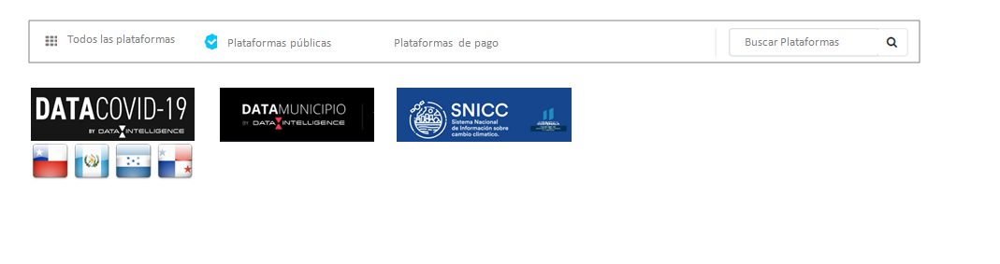 Todos las plataformas
Plataformas públicas
Plataformas de pago
Buscar Plataformas
DATACOVID-19
BY DATA INTELLIGENCE
DATAMUNICIPIO
BY DATA INTELLIGENCE
SNICC
Sistema Nacional
de Información sobre
cambio climatico.